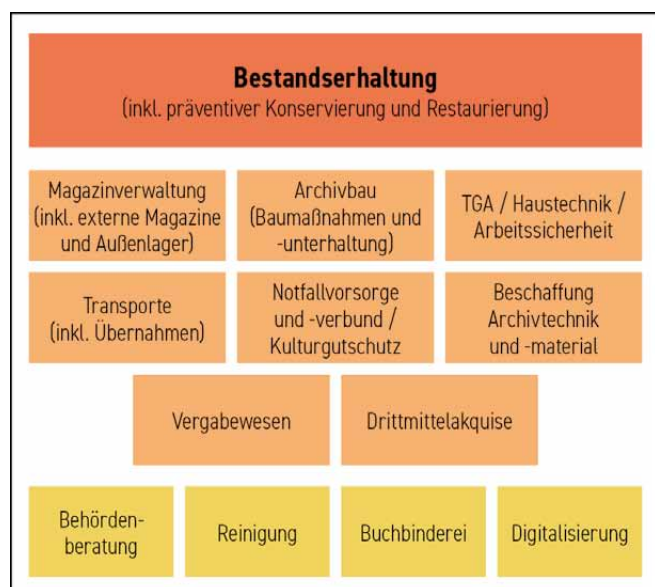 Bestandserhaltung
(inkl. präventiver Konservierung und Restaurierung)
Magazinverwaltung
(inkl. externe Magazine
und Außenlager)
Archivbau
(Baumaßnahmen und
-unterhaltung)
TGA / Haustechnik /
Arbeitssicherheit
Transporte
(inkl. Übernahmen)
Notfallvorsorge
und -verbund /
Kulturgutschutz
Beschaffung
Archivtechnik
und -material
Vergabewesen
Drittmittelakquise
Behörden-
beratung
Reinigung
Buchbinderei
Digitalisierung